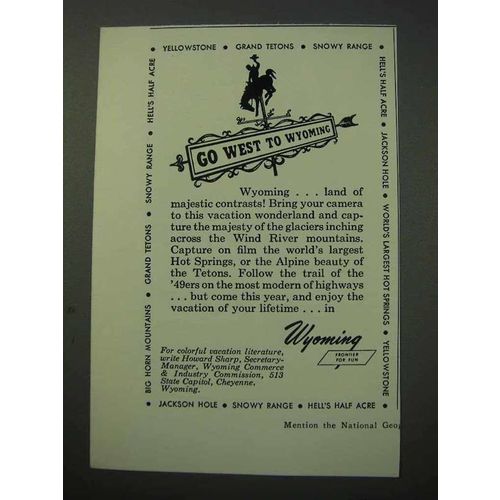 YELLOWSTONE • GRAND TETONS • SNOWY RANGE •
HELL'S HALF ACRE • JACKSON HOLE • WORLD'S LARGEST HOT SPRINGS • YELLOWSTONE
BIG HORN MOUNTAINS • GRAND TETONS • SNOWY RANGE • HELL'S HALF ACRE •
W S E
GO WEST TO WYOMING
Wyoming . . . land of
majestic contrasts! Bring your camera
to this vacation wonderland and cap-
ture the majesty of the glaciers inching
across the Wind River mountains.
Capture on film the world's largest
Hot Springs, or the Alpine beauty of
the Tetons. Follow the trail of the
'49ers on the most modern of highways
. . . but come this year, and enjoy the
vacation of your lifetime . . . in
Wyoming
FRONTIER
FOR FUN
For colorful vacation literature,
write Howard Sharp, Secretary-
Manager, Wyoming Commerce
& Industry Commission, 513
State Capitol, Cheyenne,
Wyoming.
• JACKSON HOLE • SNOWY RANGE • HELL'S HALF ACRE •
Mention the National Geog